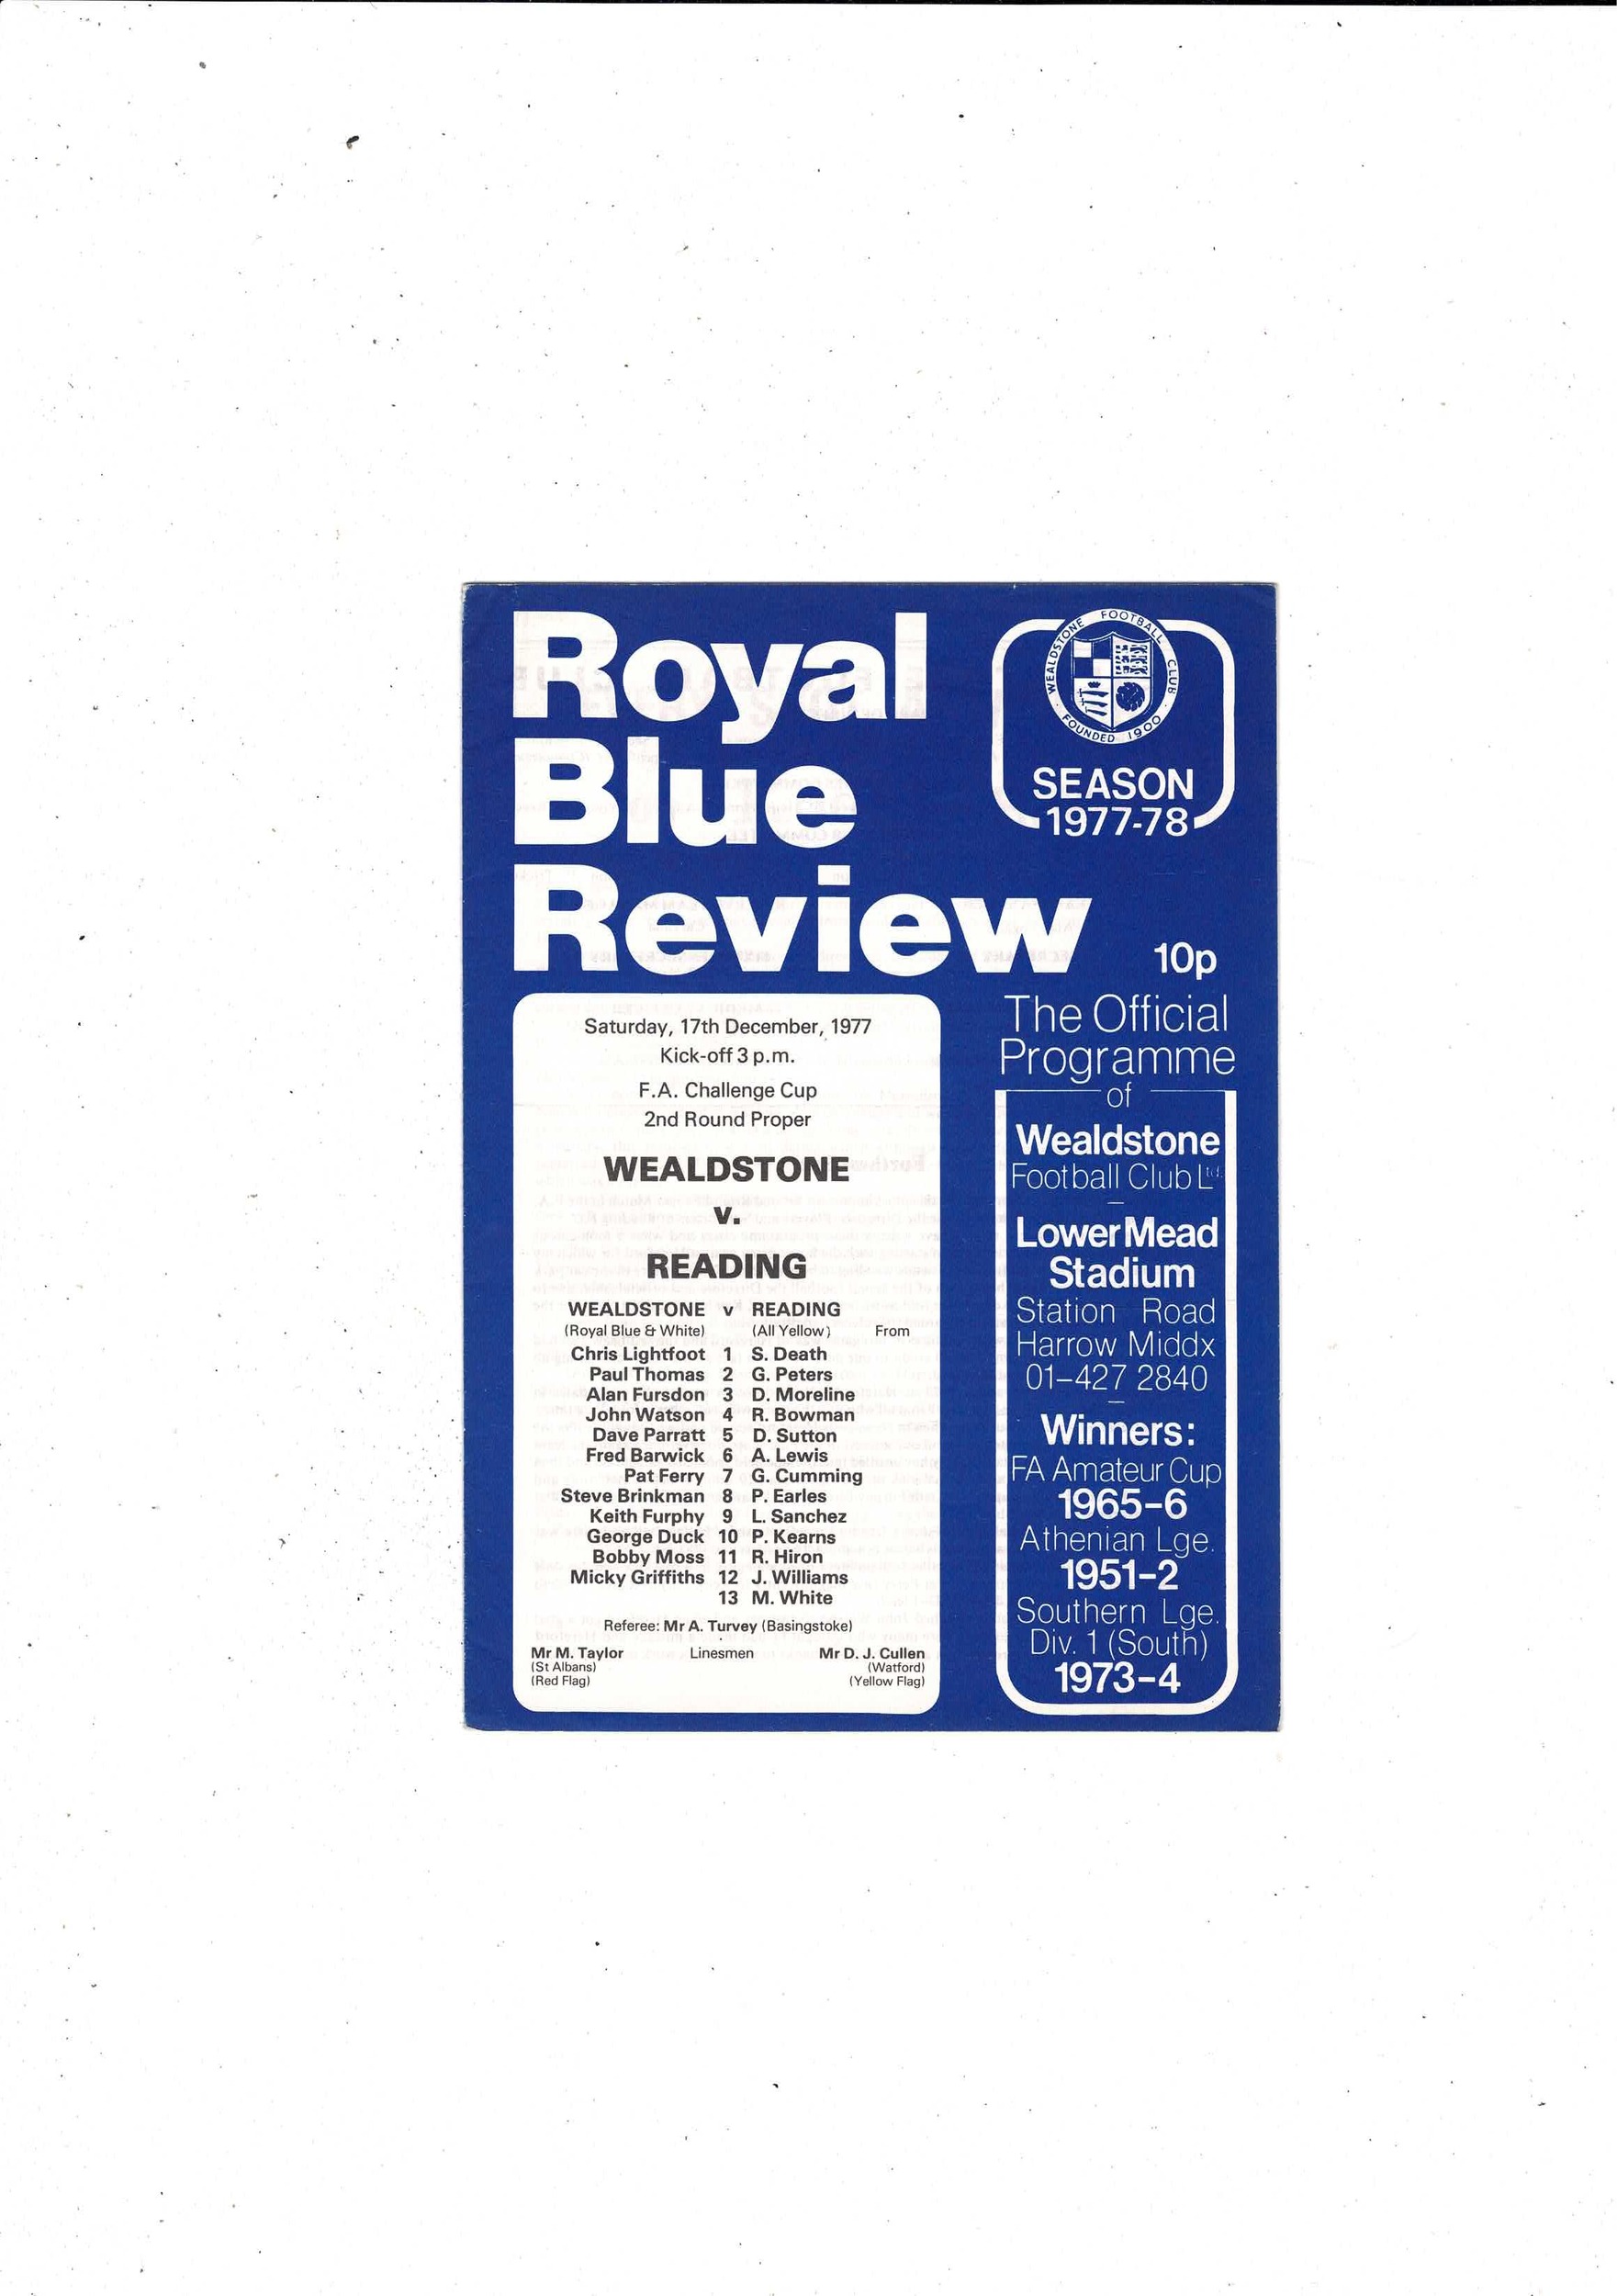 Royal
Blue
Review
WEALDSTONE FOOTBALL CLUB
FOUNDED 1900
SEASON
1977-78
10p
Saturday, 17th December, 1977
Kick-off 3 p.m.
F.A. Challenge Cup
2nd Round Proper
WEALDSTONE
v.
READING
WEALDSTONE v READING
(Royal Blue & White) (All Yellow) From
Chris Lightfoot 1 S. Death
Paul Thomas 2 G. Peters
Alan Fursdon 3 D. Moreline
John Watson 4 R. Bowman
Dave Parratt 5 D. Sutton
Fred Barwick 6 A. Lewis
Pat Ferry 7 G. Cumming
Steve Brinkman 8 P. Earles
Keith Furphy 9 L. Sanchez
George Duck 10 P. Kearns
Bobby Moss 11 R. Hiron
Micky Griffiths 12 J. Williams
13 M. White
Referee: Mr A. Turvey (Basingstoke)
Mr M. Taylor Linesmen Mr D. J. Cullen
(St Albans) (Watford)
(Red Flag) (Yellow Flag)
The Official
Programme
of
Wealdstone
Football Club Ltd.
Lower Mead
Stadium
Station Road
Harrow Middx
01-427 2840
Winners:
FA Amateur Cup
1965-6
Athenian Lge.
1951-2
Southern Lge.
Div. 1 (South)
1973-4